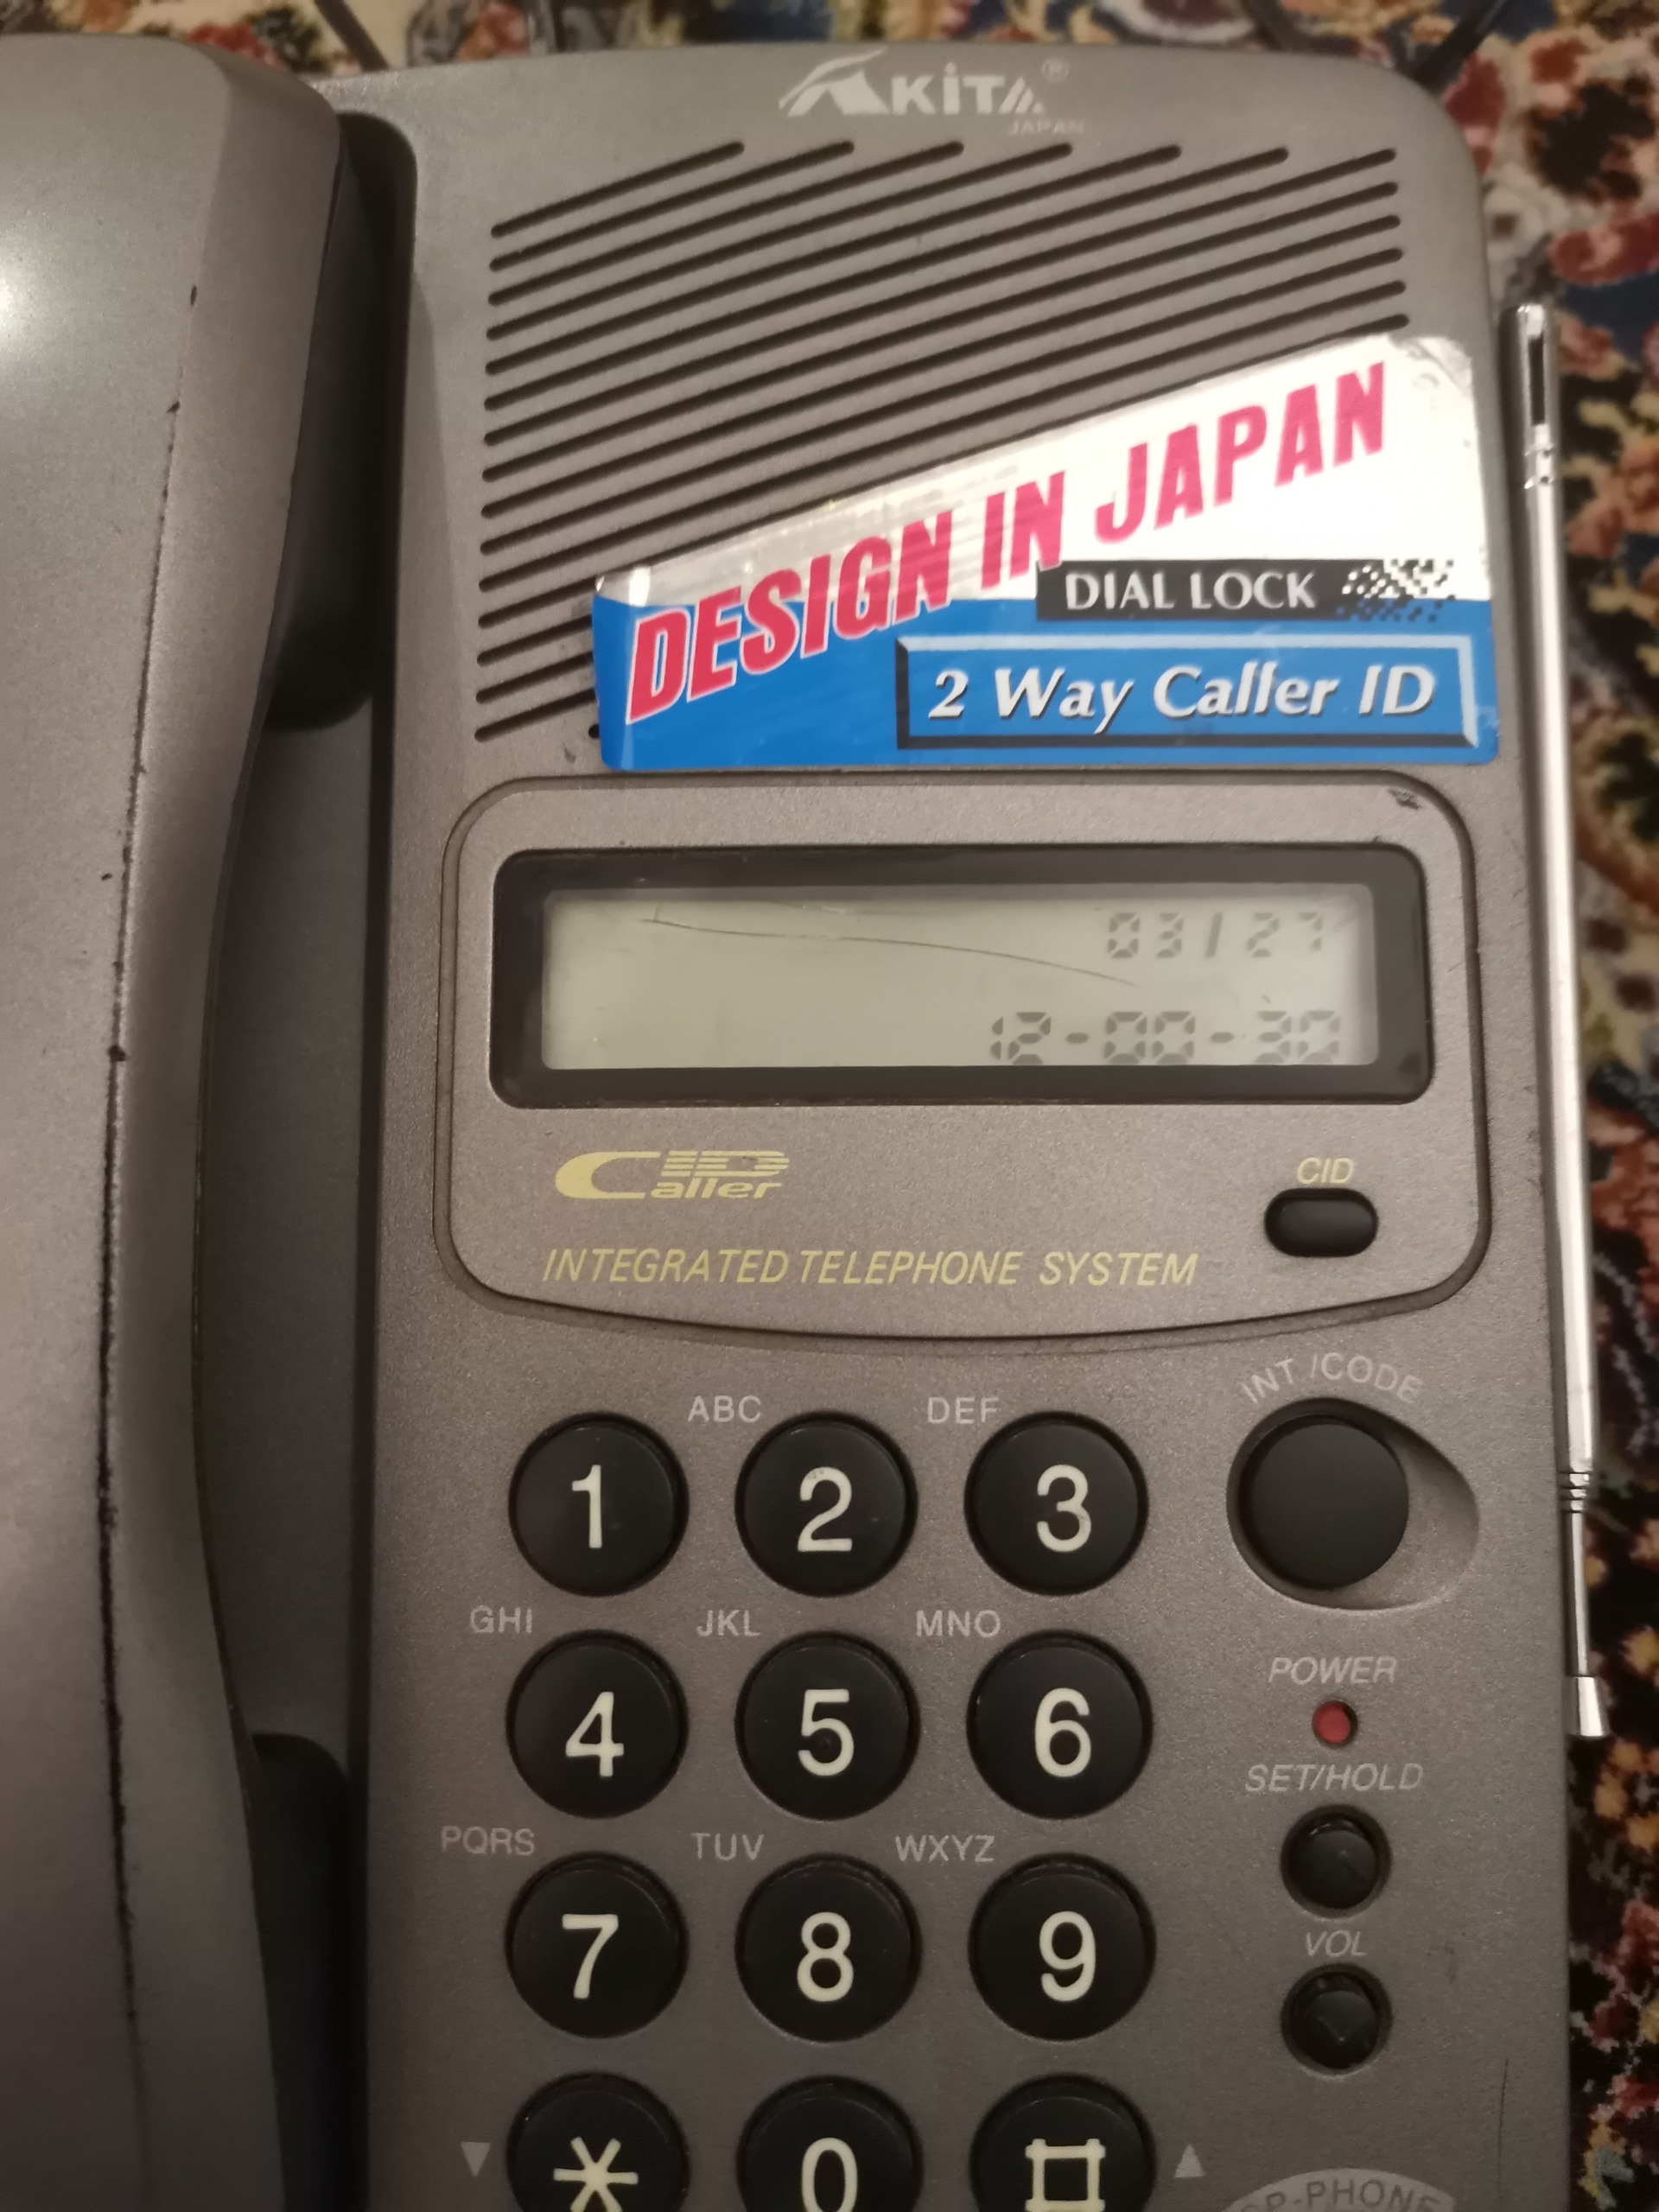 AKiTA®
JAPAN
DESIGN IN JAPAN
DIAL LOCK
2 Way Caller ID
03/27
12-00-30
Caller ID
CID
INTEGRATED TELEPHONE SYSTEM
INT /CODE
ABC DEF
1 2 3
GHI JKL MNO
4 5 6
POWER
SET/HOLD
PQRS TUV WXYZ
7 8 9
VOL
* 0 #
-PHONE